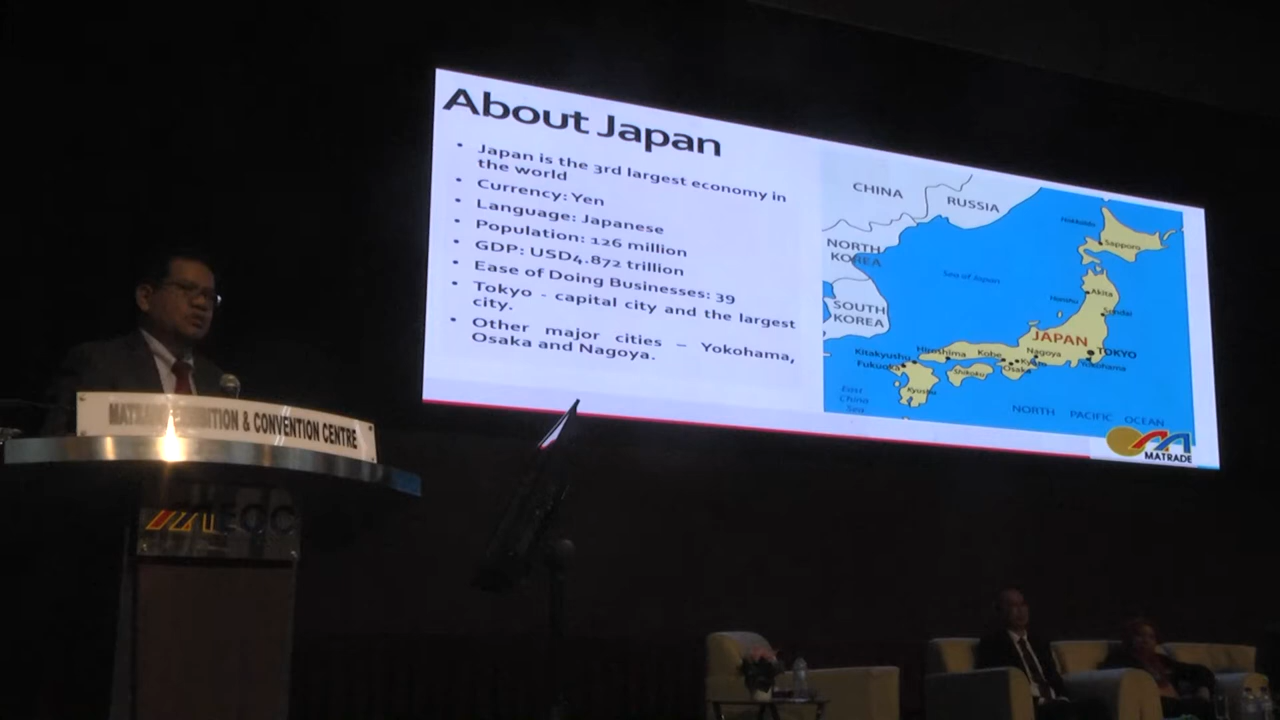 About Japan
• Japan is the 3rd largest economy in
the world
• Currency: Yen
• Language: Japanese
• Population: 126 million
• GDP: USD4.872 trillion
• Ease of Doing Businesses: 39
• Tokyo - capital city and the largest
city.
• Other major cities – Yokohama,
Osaka and Nagoya.
CHINA
RUSSIA
NORTH
KOREA
SOUTH
KOREA
Sea of Japan
Hokkaido
Sapporo
Akita
Honshu
Sendai
JAPAN
TOKYO
Yokohama
Nagoya
Kyoto
Osaka
Kobe
Hiroshima
Kitakyushu
Fukuoka
Shikoku
Kyushu
East
China
Sea
NORTH PACIFIC OCEAN
MATRADE
& CONVENTION CENTRE